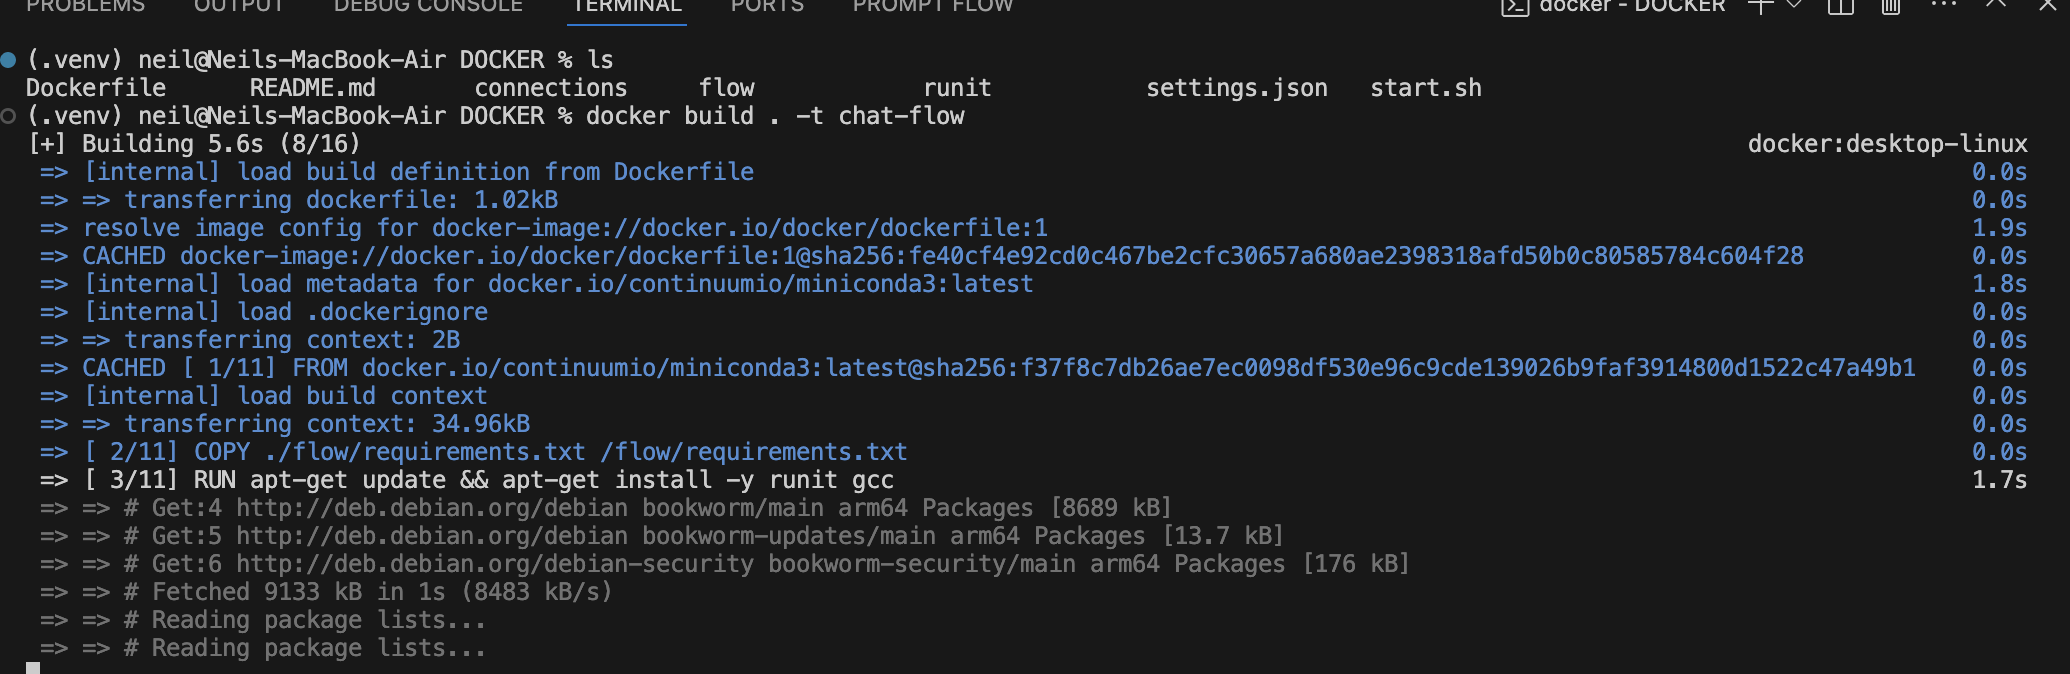 PROBLEMS OUTPUT DEBUG CONSOLE TERMINAL PORTS PROMPT FLOW docker - DOCKER
(.venv) neil@Neils-MacBook-Air DOCKER % ls
Dockerfile README.md connections flow runit settings.json start.sh
(.venv) neil@Neils-MacBook-Air DOCKER % docker build . -t chat-flow
[+] Building 5.6s (8/16) docker:desktop-linux
=> [internal] load build definition from Dockerfile 0.0s
=> => transferring dockerfile: 1.02kB 0.0s
=> resolve image config for docker-image://docker.io/docker/dockerfile:1 1.9s
=> CACHED docker-image://docker.io/docker/dockerfile:1@sha256:fe40cf4e92cd0c467be2cfc30657a680ae2398318afd50b0c80585784c604f28 0.0s
=> [internal] load metadata for docker.io/continuumio/miniconda3:latest 1.8s
=> [internal] load .dockerignore 0.0s
=> => transferring context: 2B 0.0s
=> CACHED [ 1/11] FROM docker.io/continuumio/miniconda3:latest@sha256:f37f8c7db26ae7ec0098df530e96c9cde139026b9faf3914800d1522c47a49b1 0.0s
=> [internal] load build context 0.0s
=> => transferring context: 34.96kB 0.0s
=> [ 2/11] COPY ./flow/requirements.txt /flow/requirements.txt 0.0s
=> [ 3/11] RUN apt-get update && apt-get install -y runit gcc 1.7s
=> => # Get:4 http://deb.debian.org/debian bookworm/main arm64 Packages [8689 kB]
=> => # Get:5 http://deb.debian.org/debian bookworm-updates/main arm64 Packages [13.7 kB]
=> => # Get:6 http://deb.debian.org/debian-security bookworm-security/main arm64 Packages [176 kB]
=> => # Fetched 9133 kB in 1s (8483 kB/s)
=> => # Reading package lists...
=> => # Reading package lists...